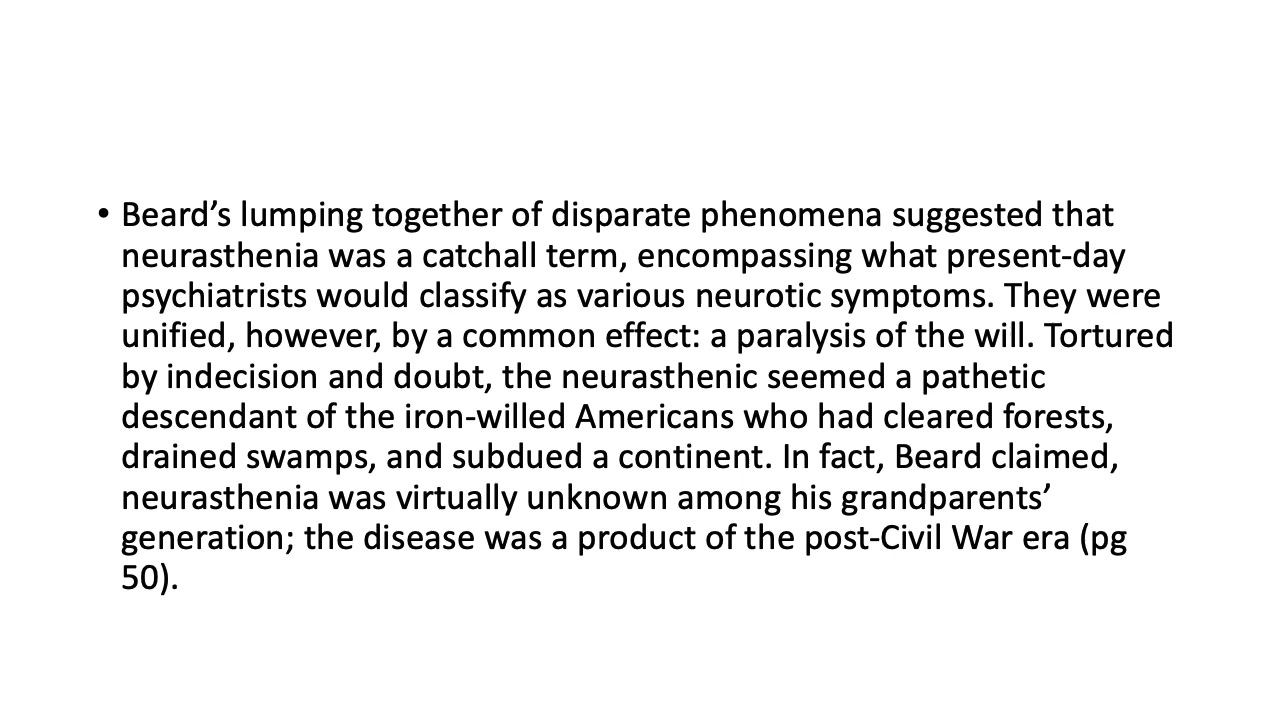 • Beard’s lumping together of disparate phenomena suggested that
neurasthenia was a catchall term, encompassing what present-day
psychiatrists would classify as various neurotic symptoms. They were
unified, however, by a common effect: a paralysis of the will. Tortured
by indecision and doubt, the neurasthenic seemed a pathetic
descendant of the iron-willed Americans who had cleared forests,
drained swamps, and subdued a continent. In fact, Beard claimed,
neurasthenia was virtually unknown among his grandparents’
generation; the disease was a product of the post-Civil War era (pg
50).